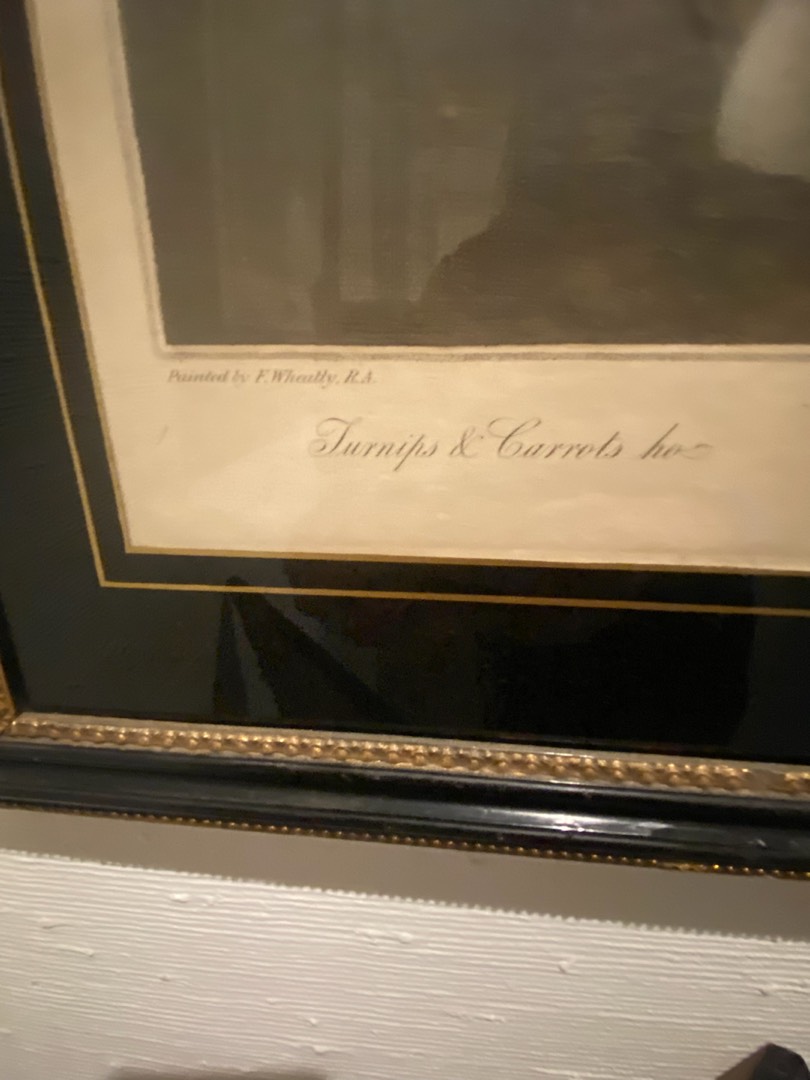 Painted by F. Wheatly, R.A.
Turnips & Carrots ho